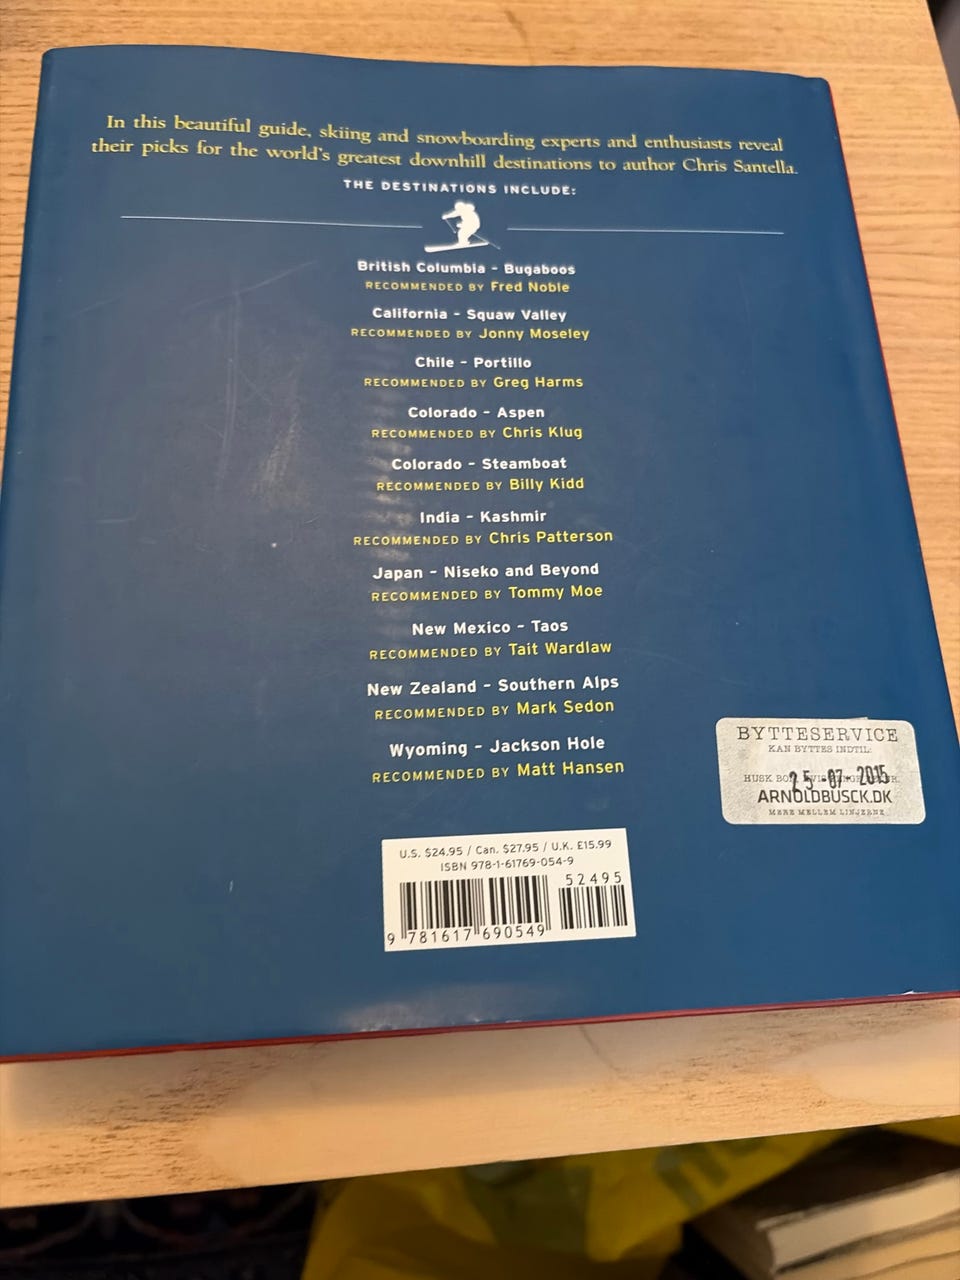 In this beautiful guide, skiing and snowboarding experts and enthusiasts reveal
their picks for the world's greatest downhill destinations to author Chris Santella.
THE DESTINATIONS INCLUDE:
British Columbia – Bugaboos
RECOMMENDED BY Fred Noble
California – Squaw Valley
RECOMMENDED BY Jonny Moseley
Chile – Portillo
RECOMMENDED BY Greg Harms
Colorado – Aspen
RECOMMENDED BY Chris Klug
Colorado – Steamboat
RECOMMENDED BY Billy Kidd
India – Kashmir
RECOMMENDED BY Chris Patterson
Japan – Niseko and Beyond
RECOMMENDED BY Tommy Moe
New Mexico – Taos
RECOMMENDED BY Tait Wardlaw
New Zealand – Southern Alps
RECOMMENDED BY Mark Sedon
Wyoming – Jackson Hole
RECOMMENDED BY Matt Hansen
BYTTESERVICE
KAN BYTTES INDTIL:
25-07-2015
HUSK
ARNOLDBUSCK.DK
MERE MELLEM LINJERNE
U.S. $24.95 / Can. $27.95 / U.K. £15.99
ISBN 978-1-61769-054-9
52495
9 781617 690549